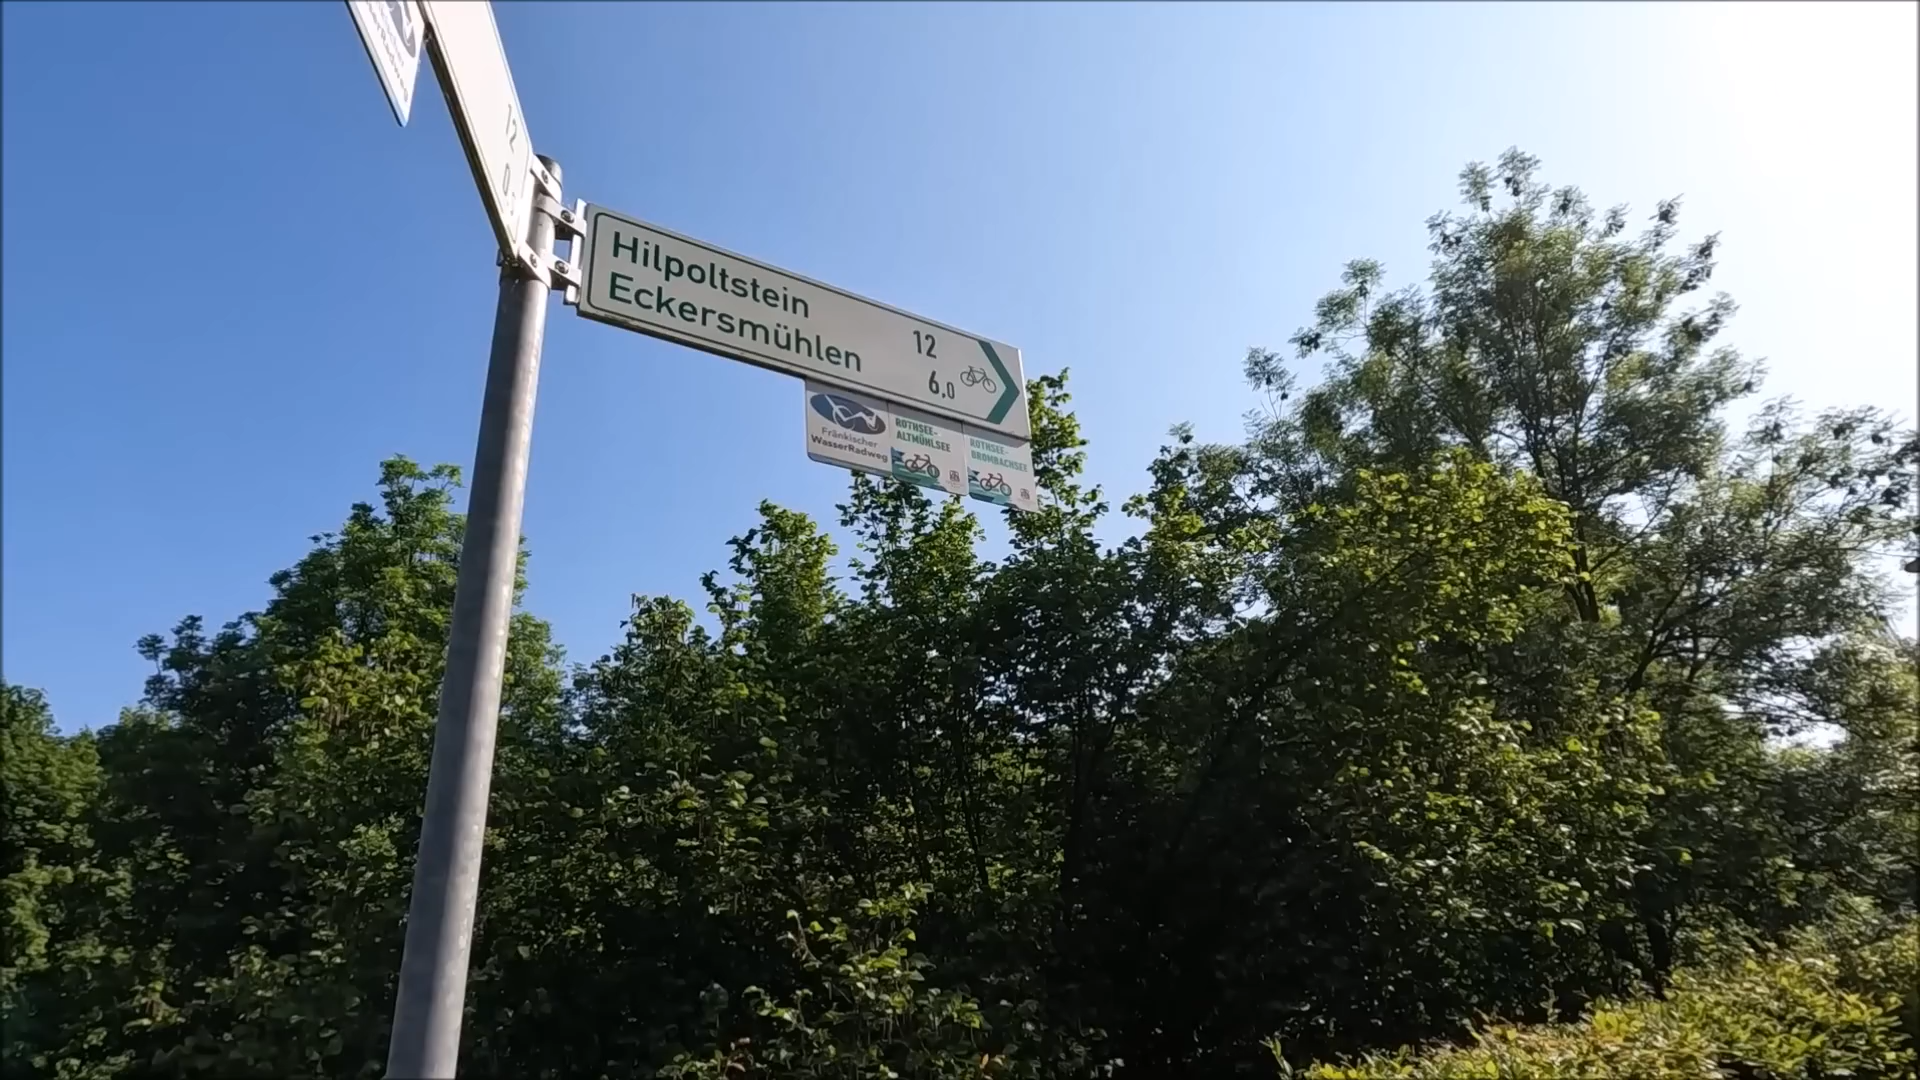 12
Hilpoltstein 12
Eckersmühlen 6,0
Fränkischer
WasserRadweg
ROTHSEE-
ALTMÜHLSEE
ROTHSEE-
BROMBACHSEE